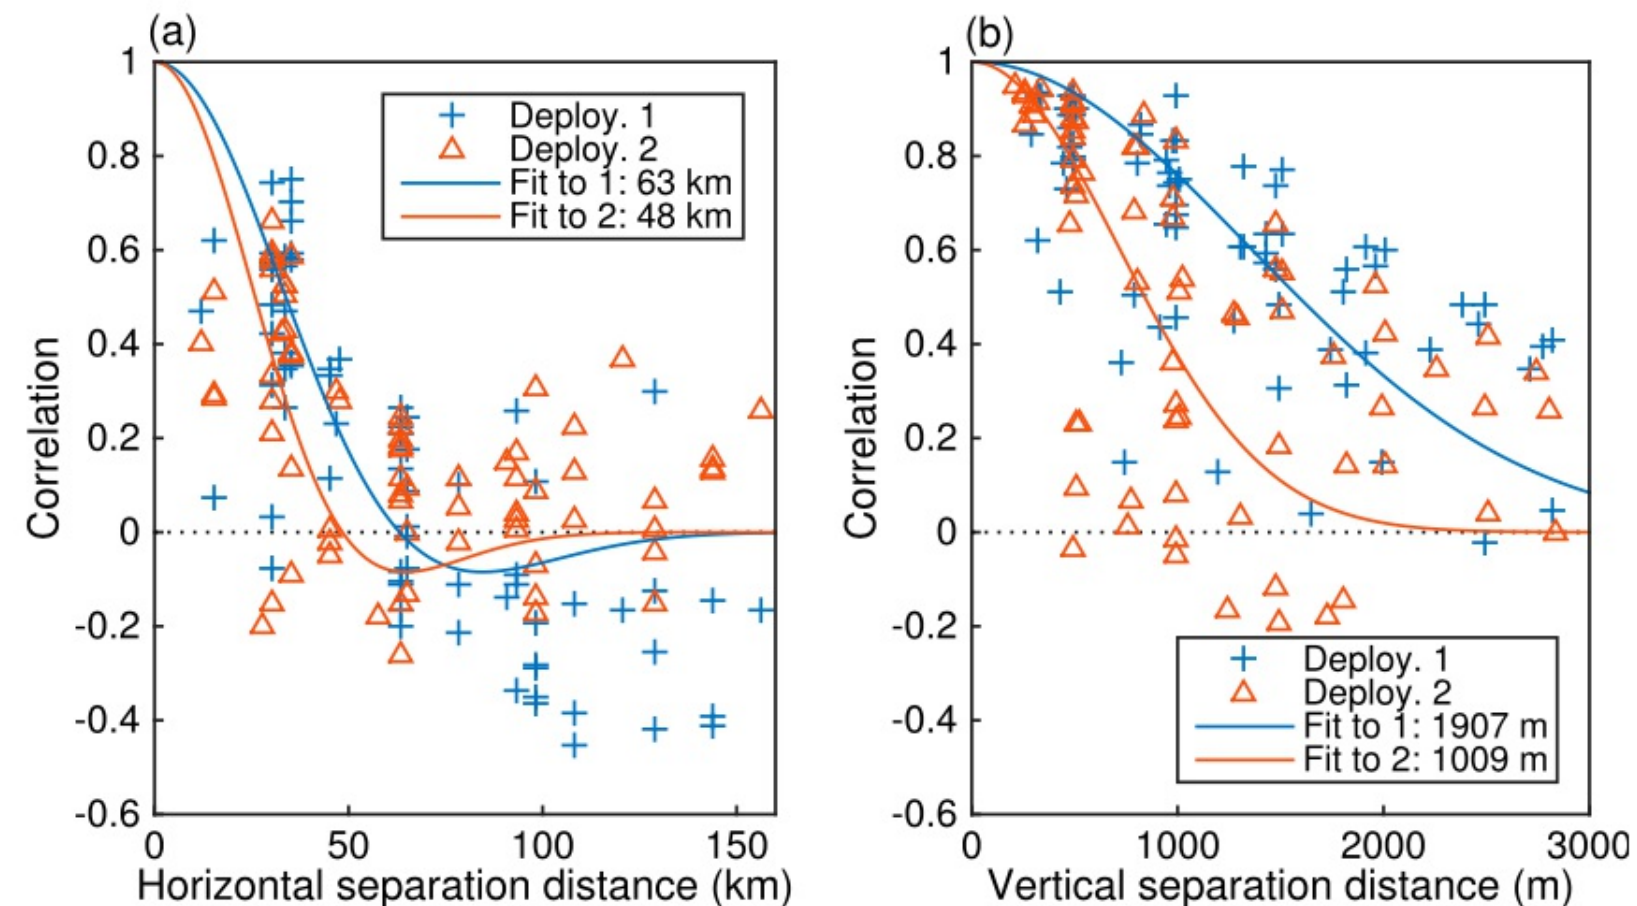 (a)
1
0.8
0.6
0.4
0.2
0
-0.2
-0.4
-0.6
Correlation
Deploy. 1
Deploy. 2
Fit to 1: 63 km
Fit to 2: 48 km
0 50 100 150
Horizontal separation distance (km)
(b)
1
0.8
0.6
0.4
0.2
0
-0.2
-0.4
-0.6
Correlation
Deploy. 1
Deploy. 2
Fit to 1: 1907 m
Fit to 2: 1009 m
0 1000 2000 3000
Vertical separation distance (m)